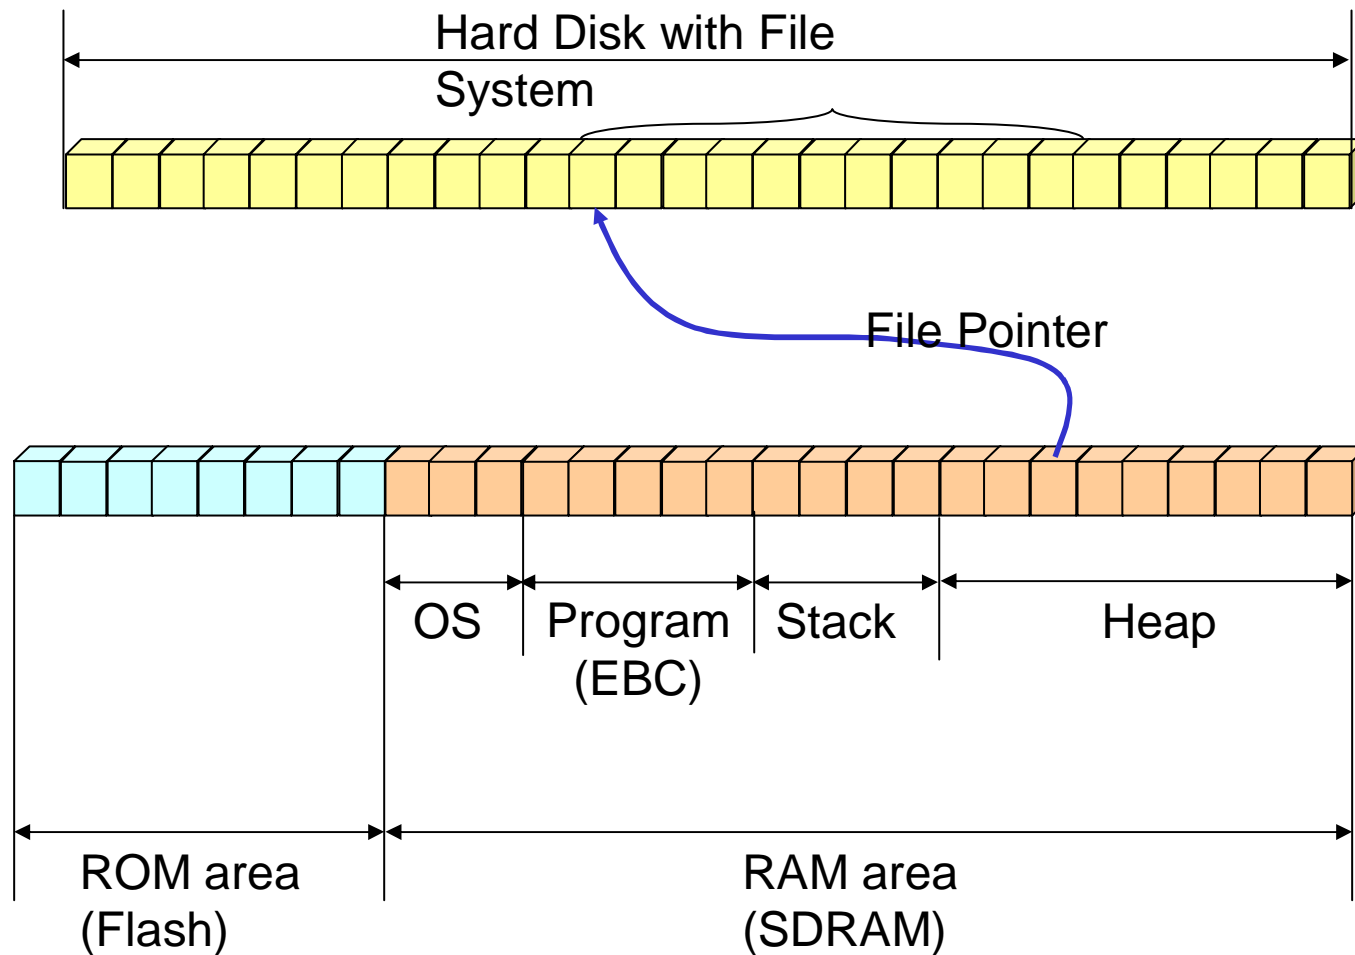 Hard Disk with File
System
File Pointer
OS
Program
(EBC)
Stack
Heap
ROM area
(Flash)
RAM area
(SDRAM)